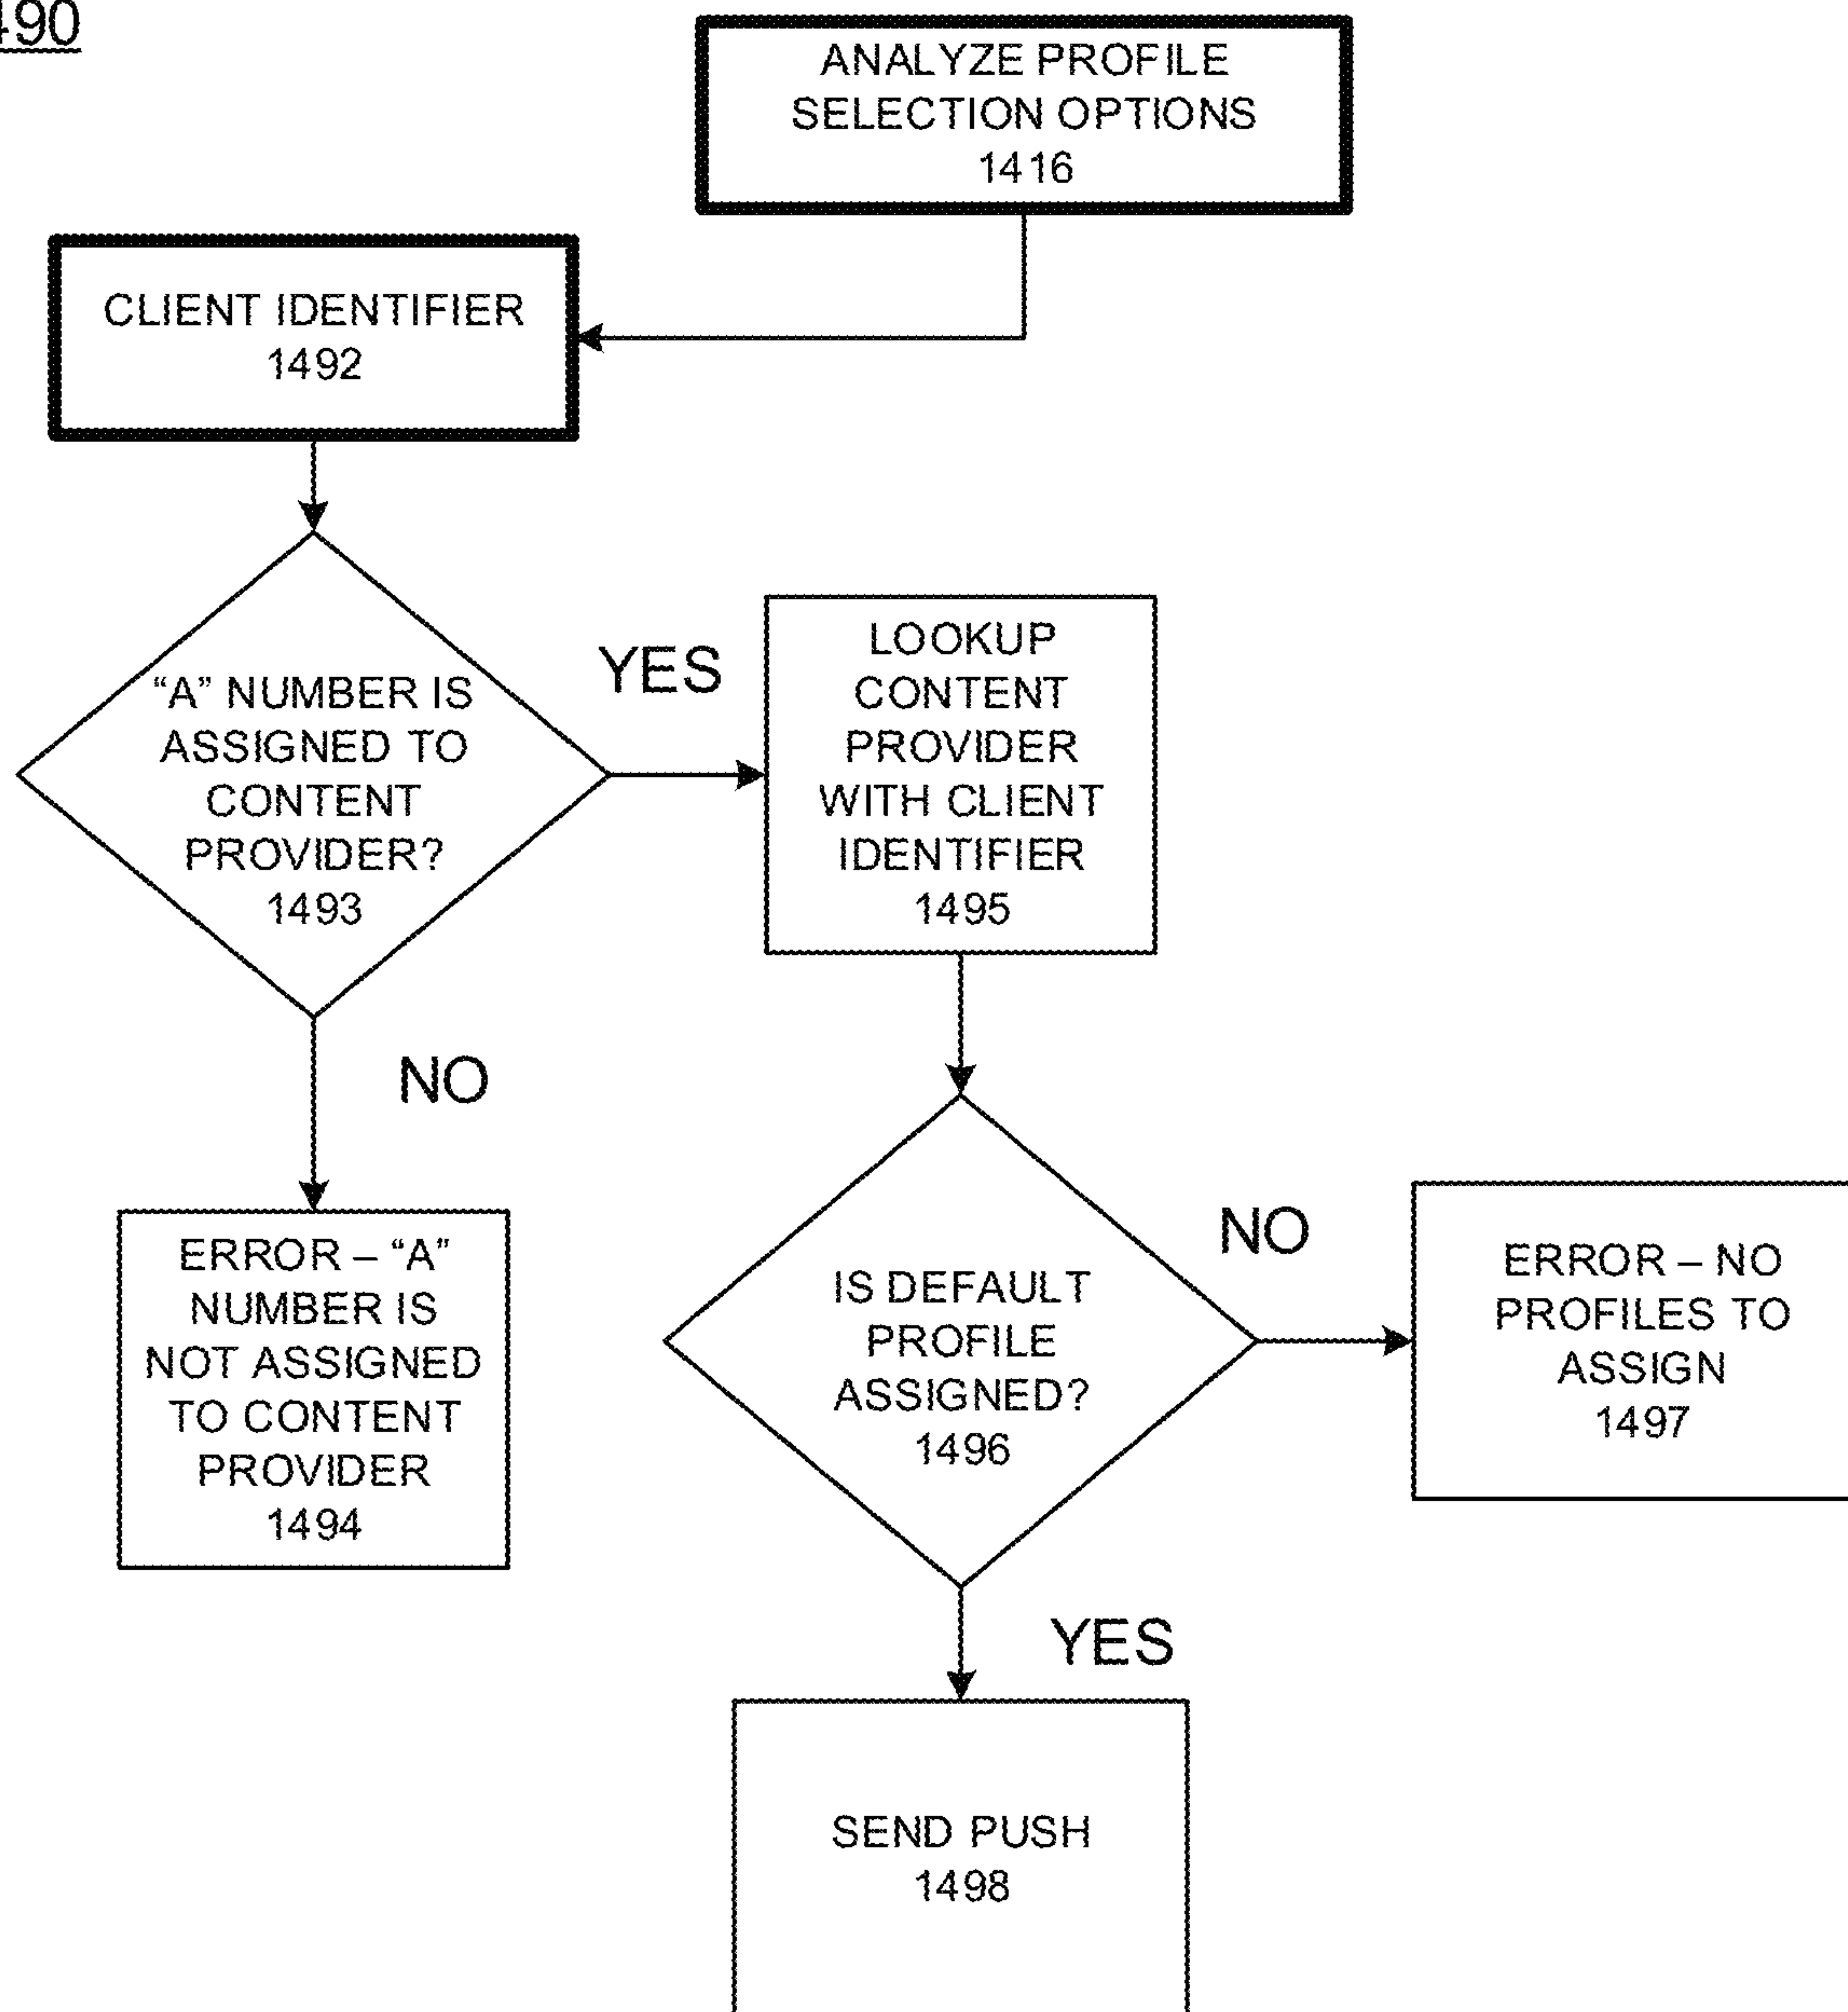 490
ANALYZE PROFILE
SELECTION OPTIONS
1416
CLIENT IDENTIFIER
1492
“A” NUMBER IS
ASSIGNED TO
CONTENT
PROVIDER?
1493
YES
LOOKUP
CONTENT
PROVIDER
WITH CLIENT
IDENTIFIER
1495
NO
ERROR – “A”
NUMBER IS
NOT ASSIGNED
TO CONTENT
PROVIDER
1494
IS DEFAULT
PROFILE
ASSIGNED?
1496
NO
ERROR – NO
PROFILES TO
ASSIGN
1497
YES
SEND PUSH
1498